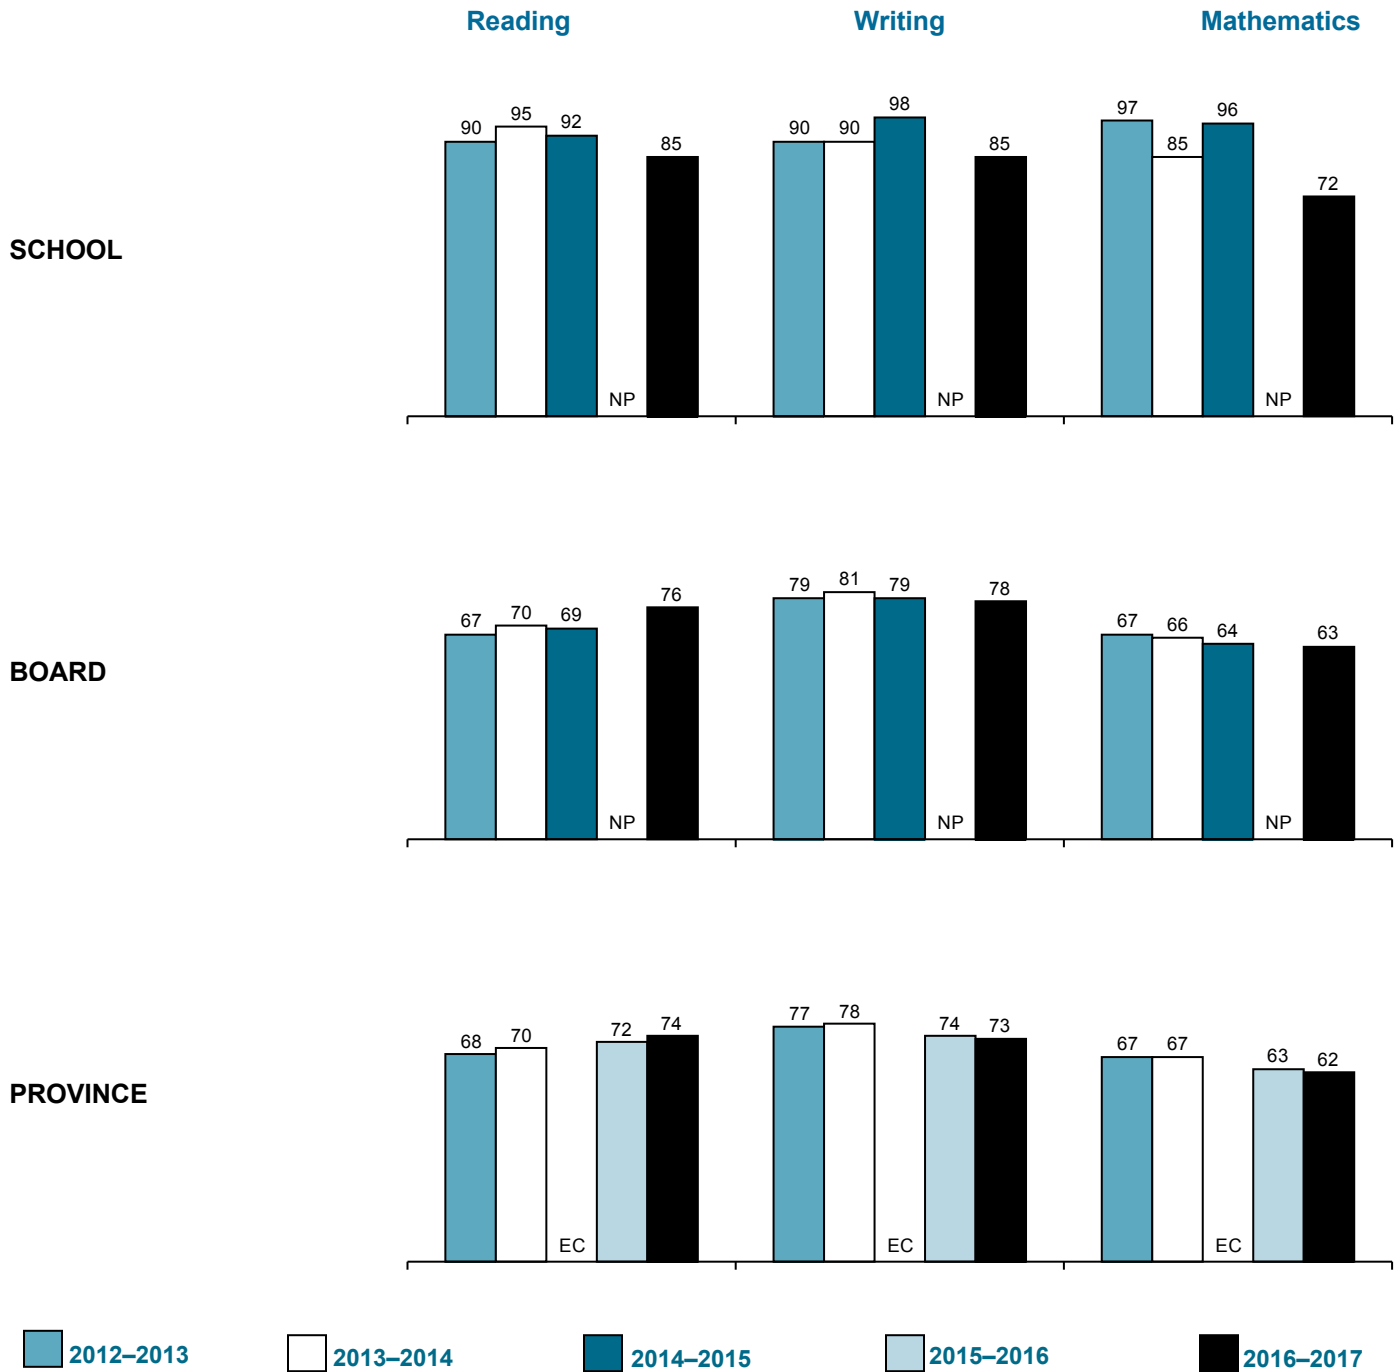 Reading Writing Mathematics
SCHOOL
90 95 92 NP 85
90 90 98 NP 85
97 85 96 NP 72
BOARD
67 70 69 NP 76
79 81 79 NP 78
67 66 64 NP 63
PROVINCE
68 70 EC 72 74
77 78 EC 74 73
67 67 EC 63 62
2012–2013 2013–2014 2014–2015 2015–2016 2016–2017